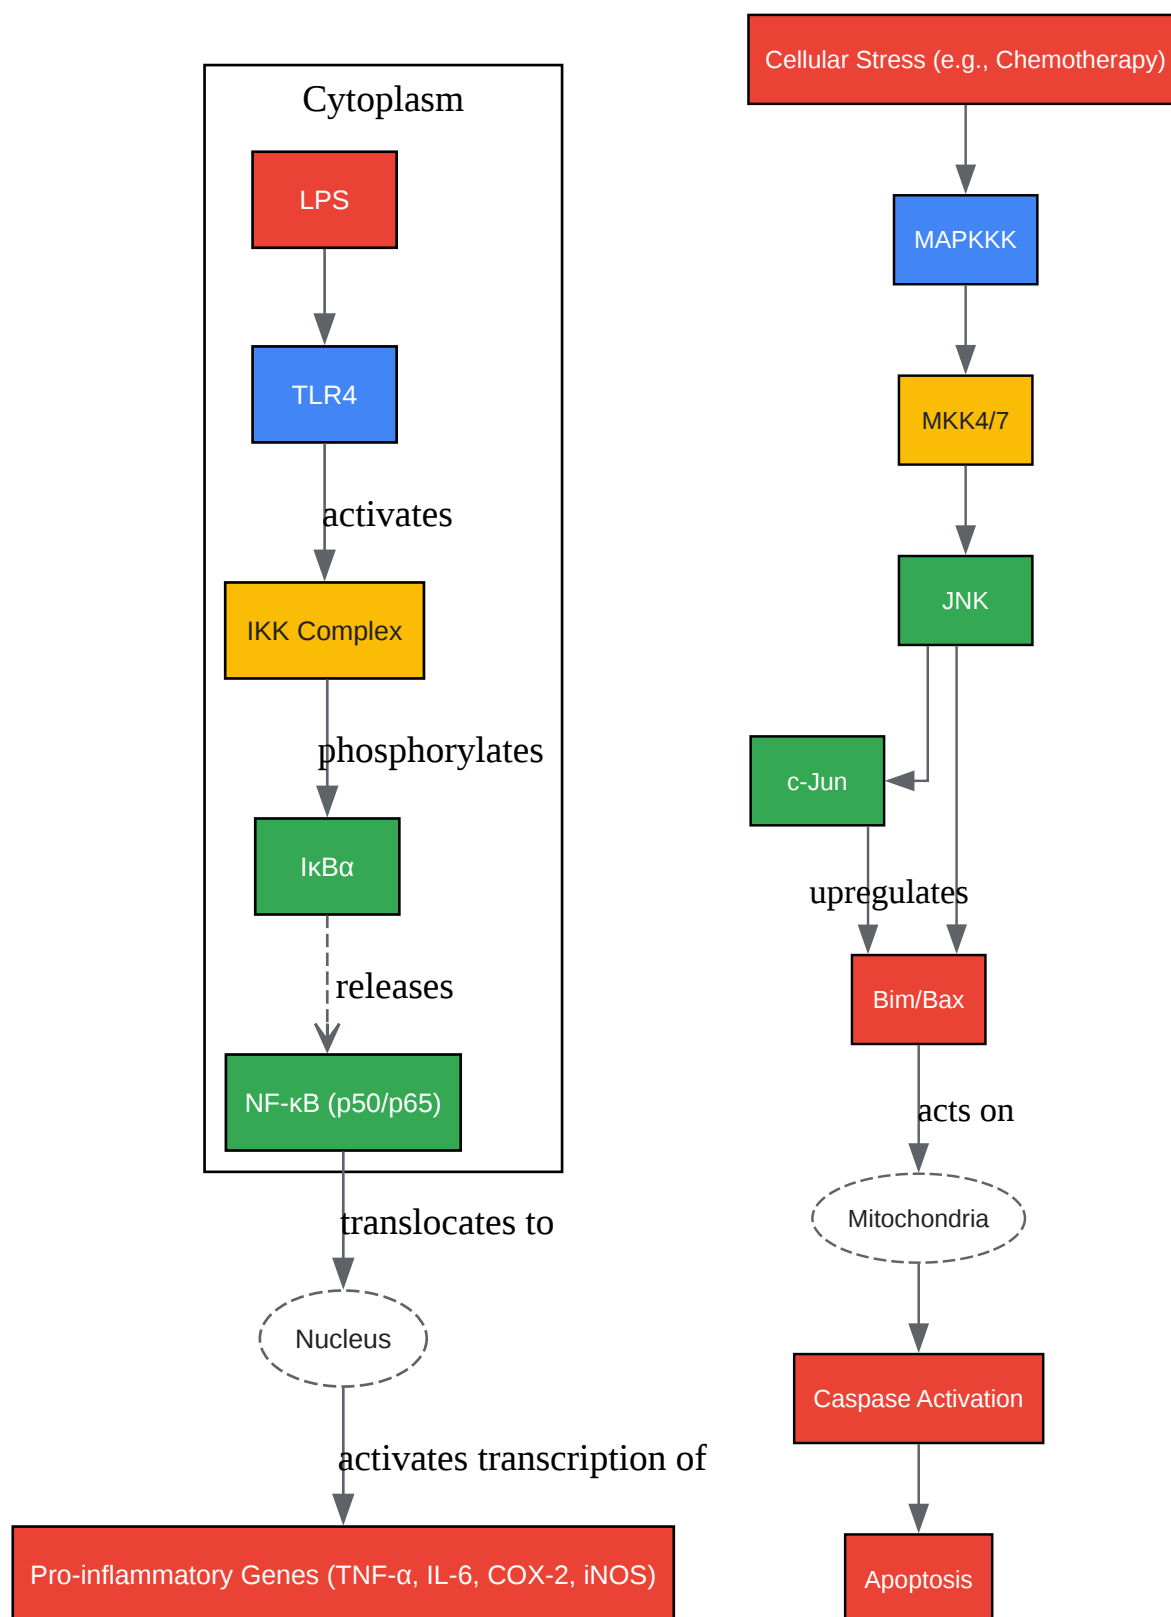 Cytoplasm
LPS
TLR4
activates
IKK Complex
phosphorylates
IκBα
releases
NF-κB (p50/p65)
translocates to
Nucleus
activates transcription of
Pro-inflammatory Genes (TNF-α, IL-6, COX-2, iNOS)
Cellular Stress (e.g., Chemotherapy)
MAPKKK
MKK4/7
JNK
c-Jun
upregulates
Bim/Bax
acts on
Mitochondria
Caspase Activation
Apoptosis